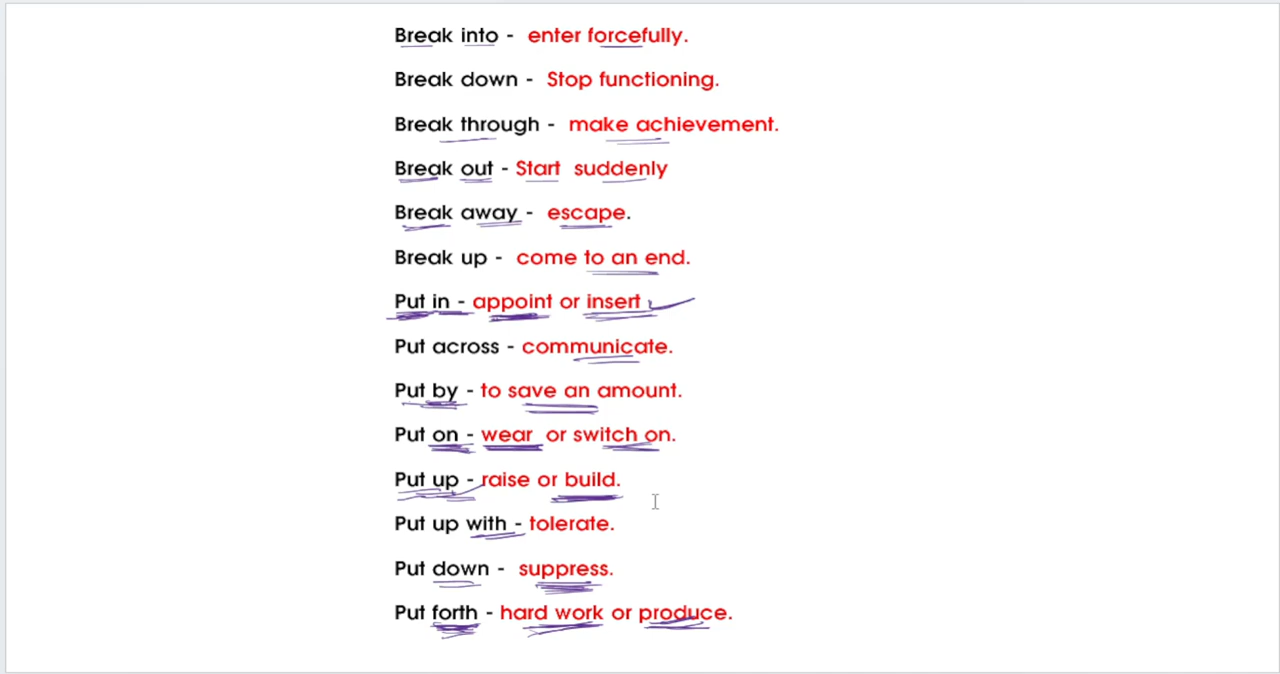 Break into - enter forcefully.
Break down - Stop functioning.
Break through - make achievement.
Break out - Start suddenly
Break away - escape.
Break up - come to an end.
Put in - appoint or insert
Put across - communicate.
Put by - to save an amount.
Put on - wear or switch on.
Put up - raise or build.
Put up with - tolerate.
Put down - suppress.
Put forth - hard work or produce.